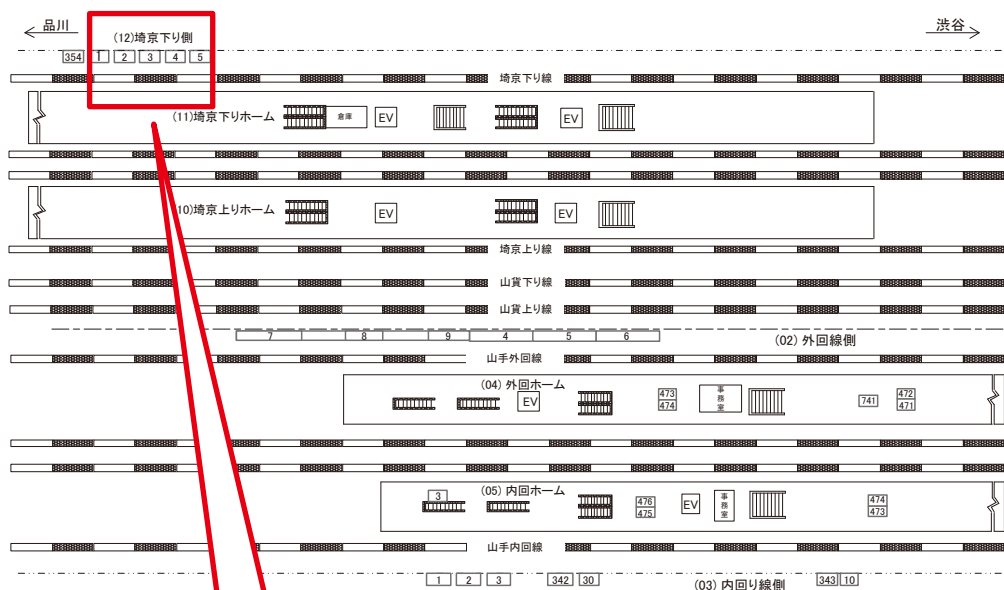 品川
渋谷
(12)埼京下り側
354 1 2 3 4 5
埼京下り線
(11)埼京下りホーム
倉庫
EV
EV
10)埼京上りホーム
EV
EV
埼京上り線
山貨下り線
山貨上り線
7 8 9 4 5 6
(02) 外回線側
山手外回線
(04) 外回ホーム
EV
473
474
事務室
741
472
471
(05) 内回ホーム
3
476
475
EV
事務室
474
473
山手内回線
1 2 3 342 30 343 10
(03) 内回り線側